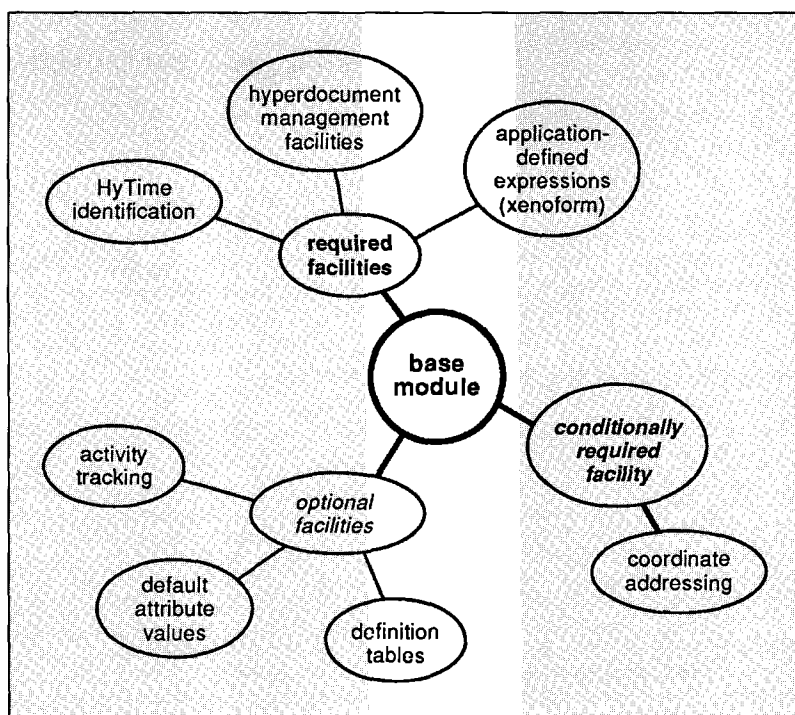 hyperdocument
management
facilities
application-
defined
expressions
(xenoform)
HyTime
identification
required
facilities
base
module
conditionally
required
facility
activity
tracking
optional
facilities
coordinate
addressing
default
attribute
values
definition
tables